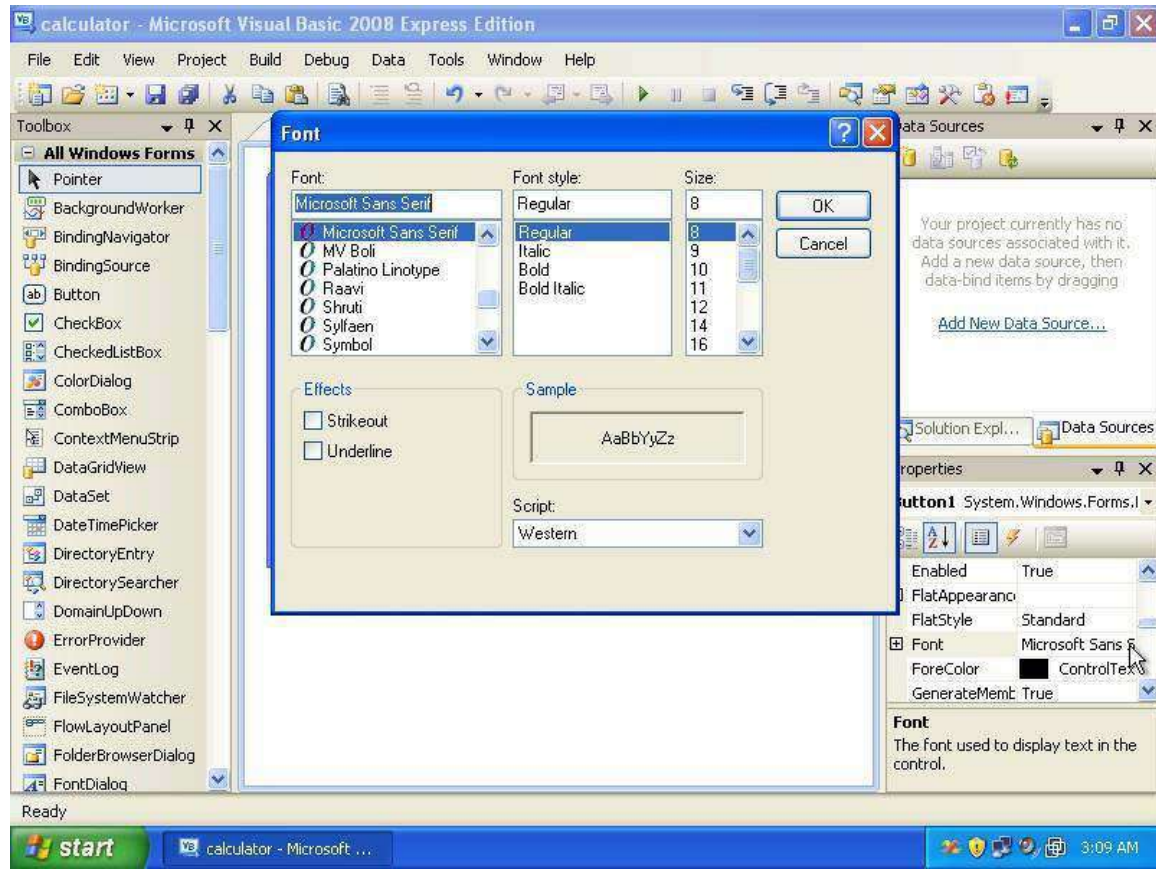 calculator - Microsoft Visual Basic 2008 Express Edition
File Edit View Project Build Debug Data Tools Window Help
Toolbox
All Windows Forms
Pointer
BackgroundWorker
BindingNavigator
BindingSource
Button
CheckBox
CheckedListBox
ColorDialog
ComboBox
ContextMenuStrip
DataGridView
DataSet
DateTimePicker
DirectoryEntry
DirectorySearcher
DomainUpDown
ErrorProvider
EventLog
FileSystemWatcher
FlowLayoutPanel
FolderBrowserDialog
FontDialog
Font
Font: Font style: Size:
Microsoft Sans Serif Regular 8 OK
Microsoft Sans Serif Regular 8 Cancel
MV Boli Italic 9
Palatino Linotype Bold 10
Raavi Bold Italic 11
Shruti 12
Sylfaen 14
Symbol 16
Effects
Strikeout
Underline
Sample
AaBbYyZz
Script:
Western
ata Sources
Your project currently has no
data sources associated with it.
Add a new data source, then
data-bind items by dragging
Add New Data Source...
Solution Expl... Data Sources
roperties
utton1 System.Windows.Forms.
Enabled True
FlatAppearanc
FlatStyle Standard
Font Microsoft Sans S
ForeColor ControlTex
GenerateMemb True
Font
The font used to display text in the
control.
Ready
start calculator - Microsoft ... 3:09 AM